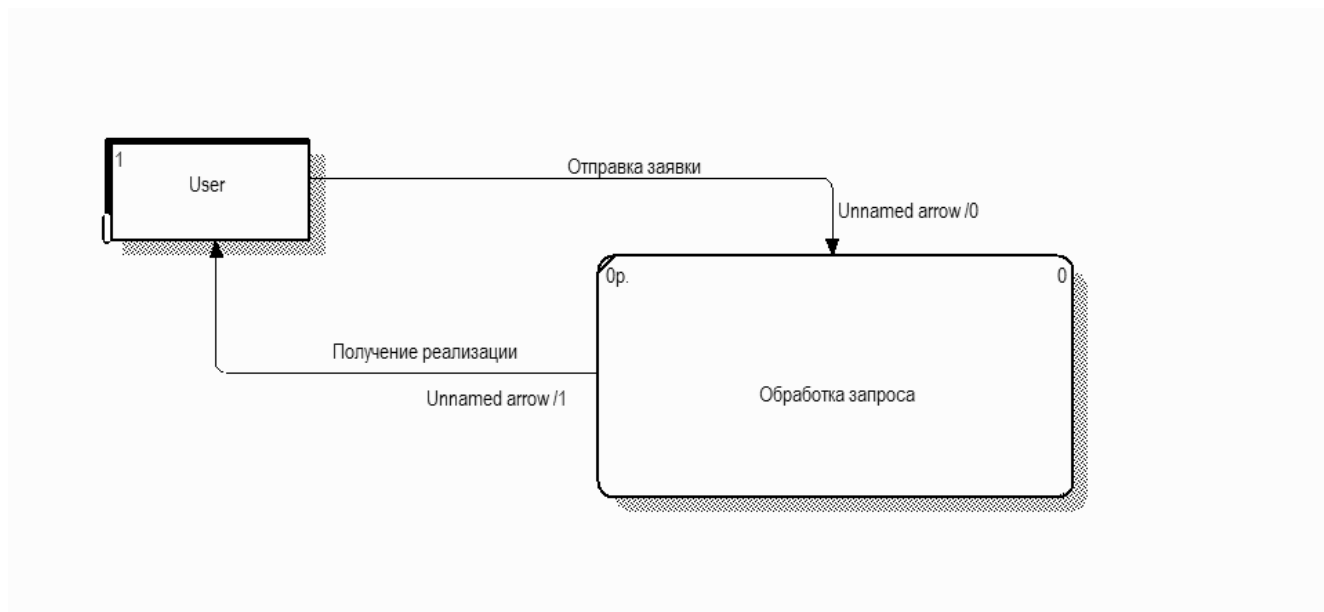 1
User
Отправка заявки
Unnamed arrow /0
0р.
0
Получение реализации
Обработка запроса
Unnamed arrow /1